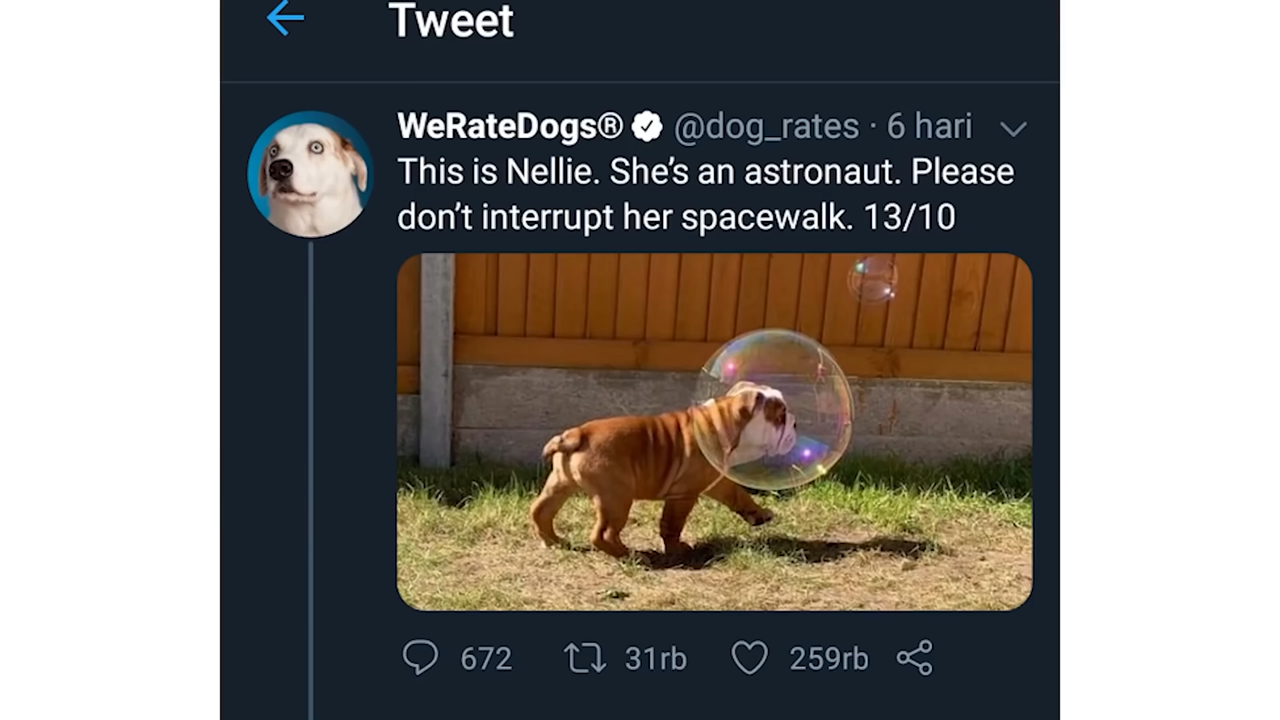 Tweet
WeRateDogs® @dog_rates · 6 hari
This is Nellie. She’s an astronaut. Please
don’t interrupt her spacewalk. 13/10
672 31rb 259rb